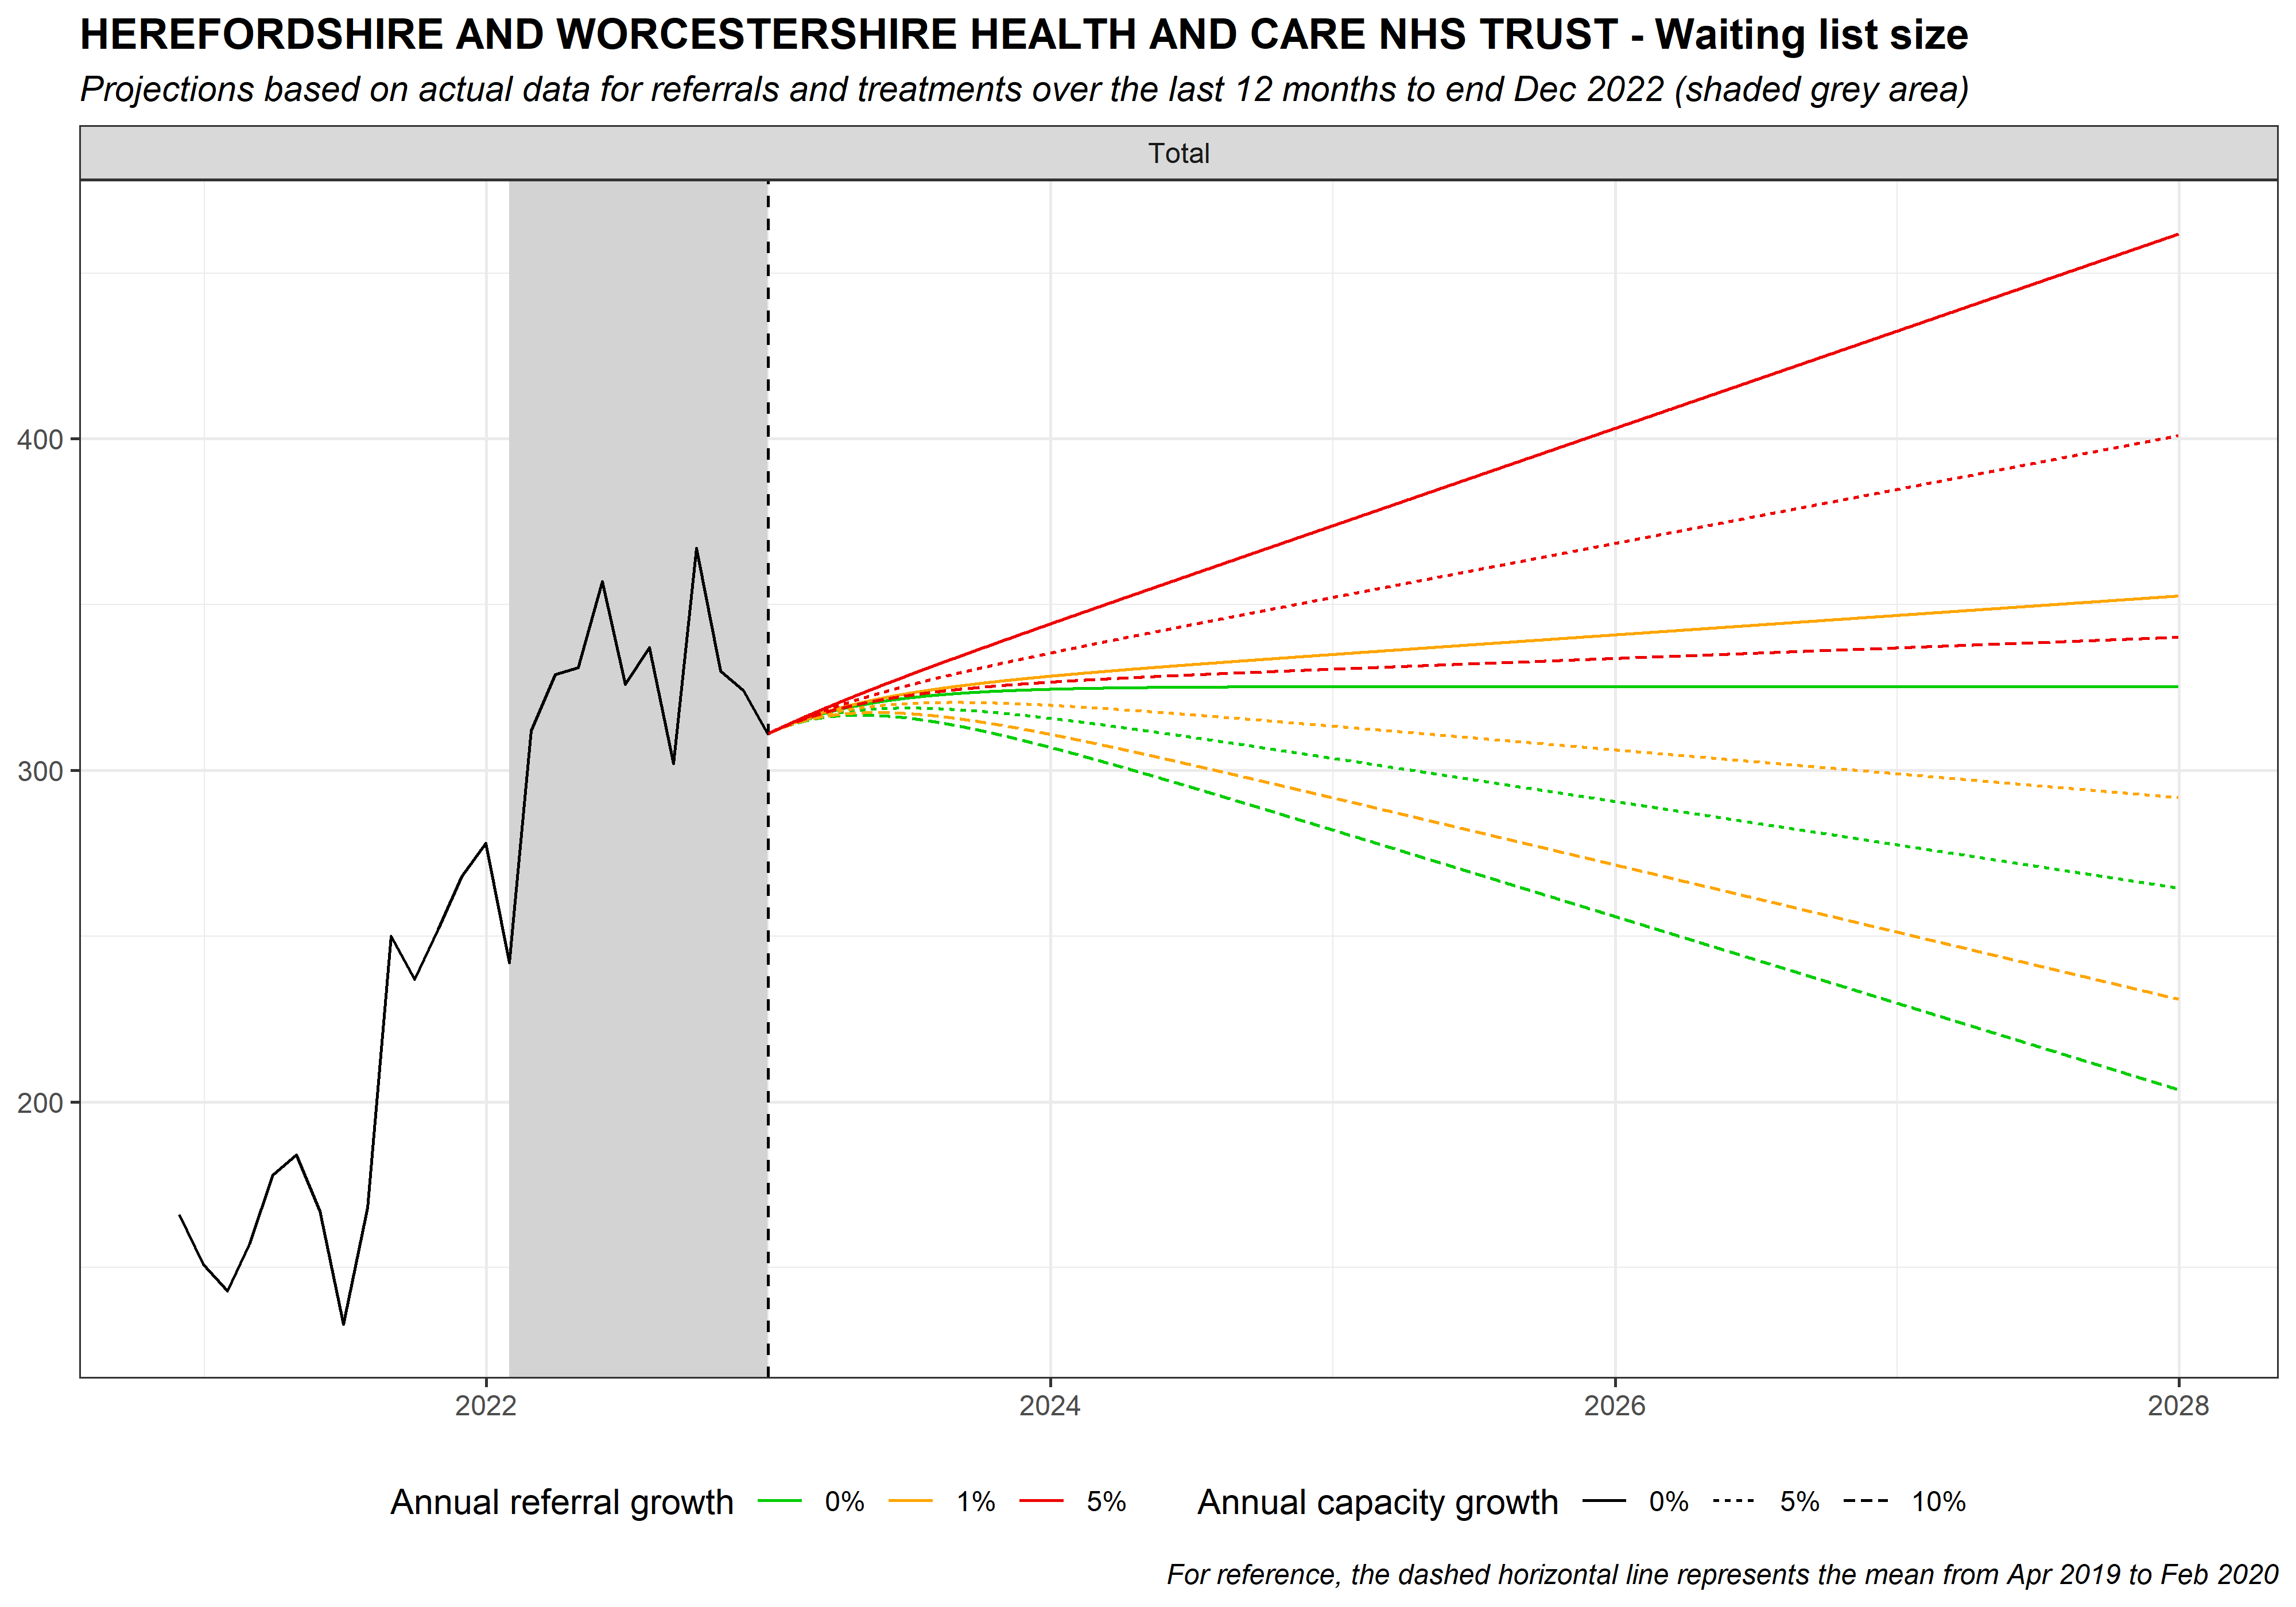 HEREFORDSHIRE AND WORCESTERSHIRE HEALTH AND CARE NHS TRUST - Waiting list size
Projections based on actual data for referrals and treatments over the last 12 months to end Dec 2022 (shaded grey area)
Total
400
300
200
2022 2024 2026 2028
Annual referral growth 0% 1% 5% Annual capacity growth 0% 5% 10%
For reference, the dashed horizontal line represents the mean from Apr 2019 to Feb 2020